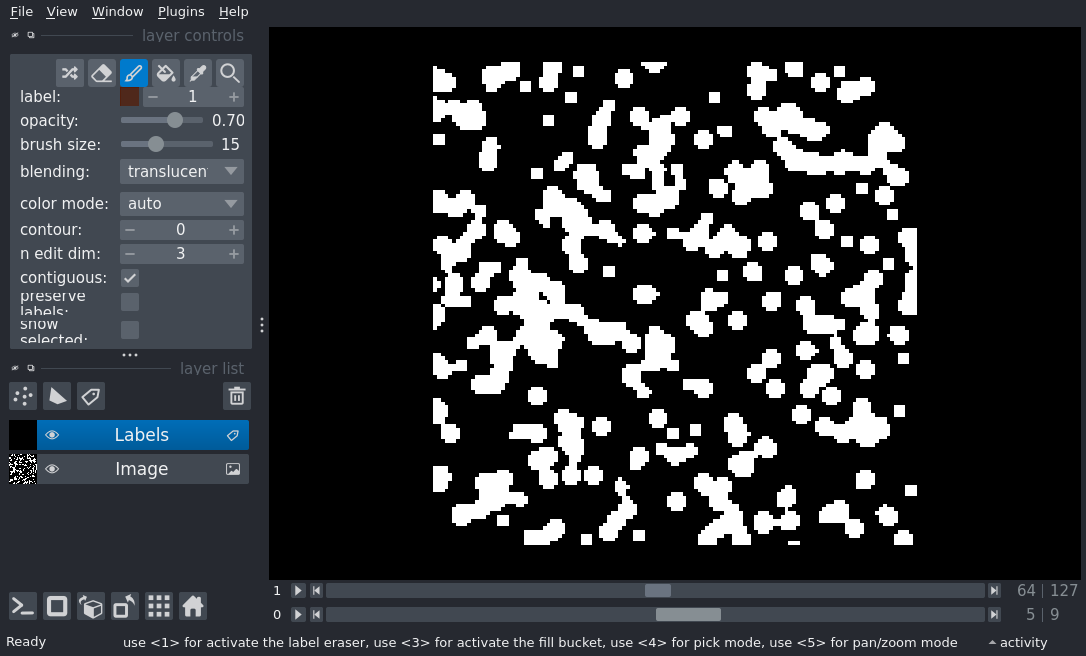 File View Window Plugins Help
layer controls
label: 1
opacity: 0.70
brush size: 15
blending: translucen
color mode: auto
contour: 0
n edit dim: 3
contiguous:
preserve
labels:
show
selected:
layer list
Labels
Image
1 64 | 127
0 5 | 9
Ready use <1> for activate the label eraser, use <3> for activate the fill bucket, use <4> for pick mode, use <5> for pan/zoom mode activity